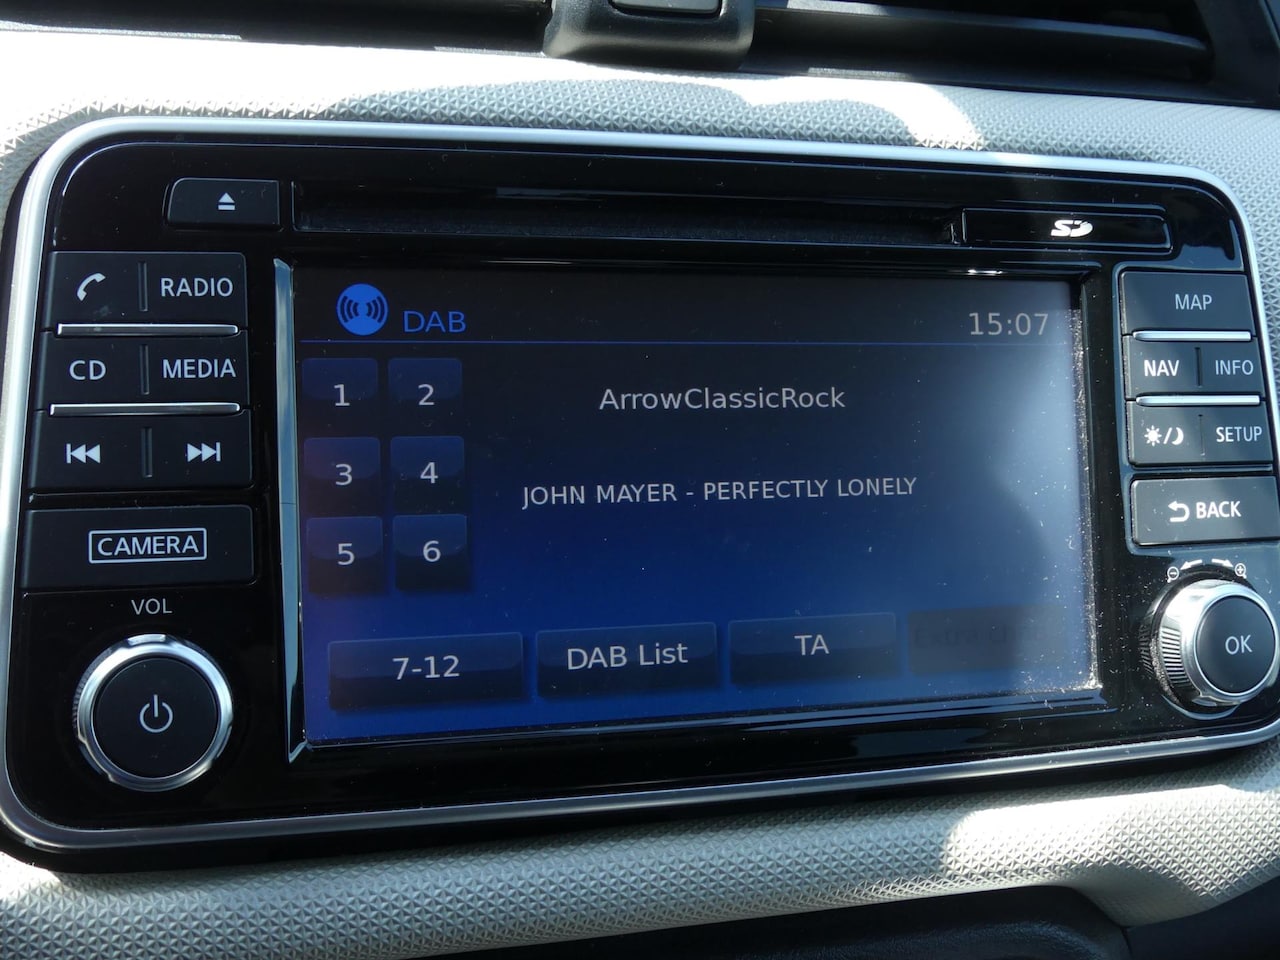 SD
RADIO
CD MEDIA
CAMERA
VOL
DAB 15:07
1 2
3 4
5 6
ArrowClassicRock
JOHN MAYER - PERFECTLY LONELY
7-12 DAB List TA
MAP
NAV INFO
SETUP
BACK
OK